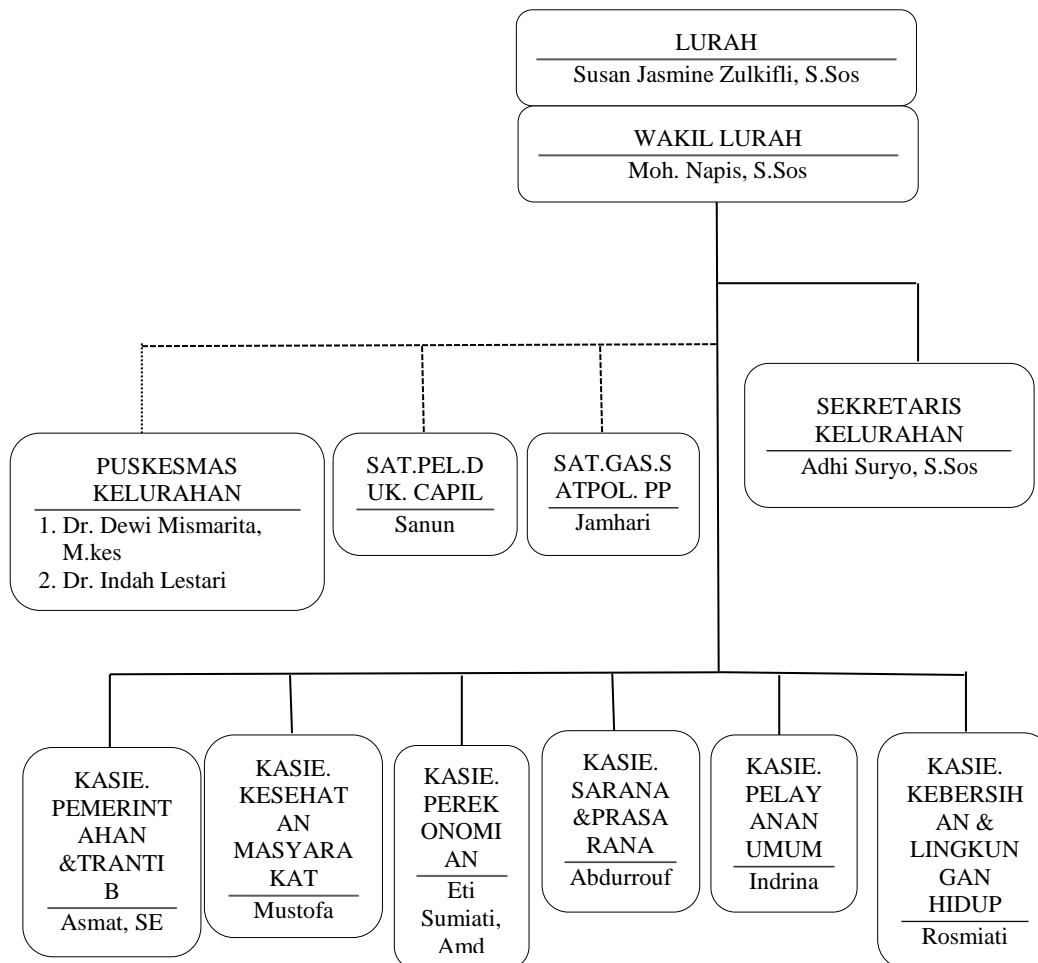 LURAH
Susan Jasmine Zulkifli, S.Sos
WAKIL LURAH
Moh. Napis, S.Sos
SEKRETARIS
KELURAHAN
Adhi Suryo, S.Sos
PUSKESMAS
KELURAHAN
1. Dr. Dewi Mismarita,
M.kes
2. Dr. Indah Lestari
SAT.PEL.D
UK. CAPIL
Sanun
SAT.GAS.S
ATPOL. PP
Jamhari
KASIE.
PEMERINT
AHAN
&TRANTI
B
Asmat, SE
KASIE.
KESEHAT
AN
MASYARA
KAT
Mustofa
KASIE.
PEREK
ONOMI
AN
Eti
Sumiati,
Amd
KASIE.
SARANA
&PRASA
RANA
Abdurrouf
KASIE.
PELAY
ANAN
UMUM
Indrina
KASIE.
KEBERSIH
AN &
LINGKUN
GAN
HIDUP
Rosmiati